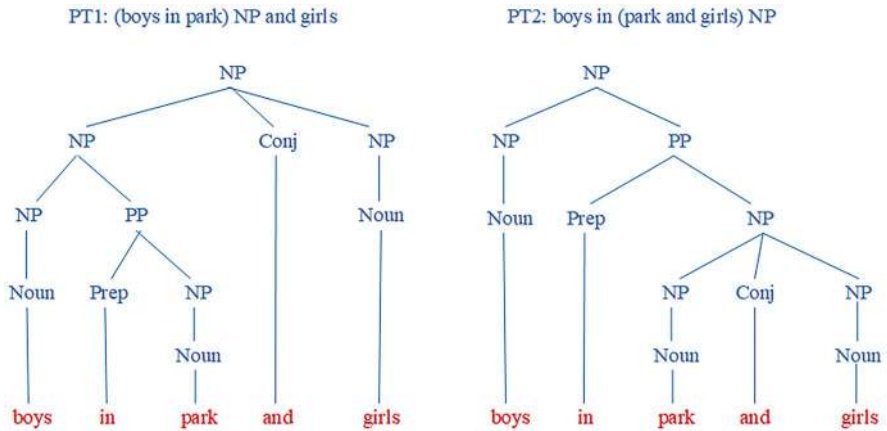 PT1: (boys in park) NP and girls
PT2: boys in (park and girls) NP
NP
NP
NP Conj NP
NP PP
NP PP Noun
Noun Prep NP
Noun Prep NP
NP Conj NP
Noun
Noun Noun
boys in park and girls
boys in park and girls